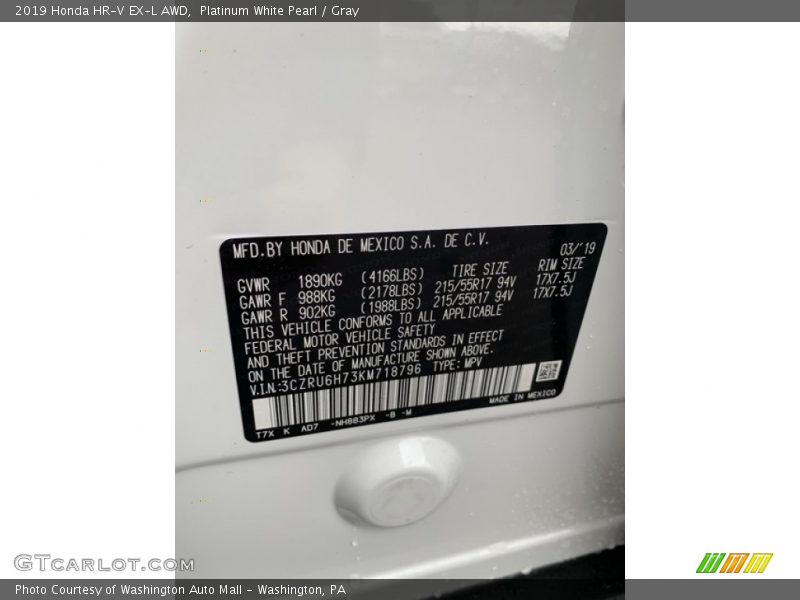 2019 Honda HR-V EX-L AWD, Platinum White Pearl / Gray
MFD.BY HONDA DE MEXICO S.A. DE C.V.
03/'19
GVWR 1890KG (4166LBS) TIRE SIZE RIM SIZE
GAWR F 988KG (2178LBS) 215/55R17 94V 17X7.5J
GAWR R 902KG (1988LBS) 215/55R17 94V 17X7.5J
THIS VEHICLE CONFORMS TO ALL APPLICABLE
FEDERAL MOTOR VEHICLE SAFETY
AND THEFT PREVENTION STANDARDS IN EFFECT
ON THE DATE OF MANUFACTURE SHOWN ABOVE.
V.I.N:3CZRU6H73KM718796 TYPE: MPV
T7X K AD7 -NH883PX -B -M MADE IN MEXICO
GTCARLOT.COM
Photo Courtesy of Washington Auto Mall - Washington, PA